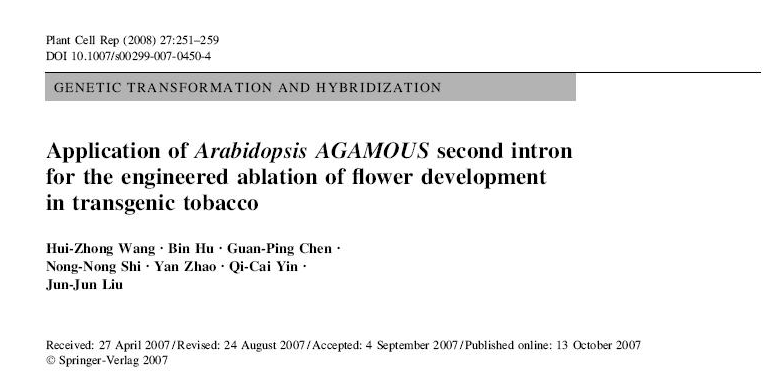 Plant Cell Rep (2008) 27:251–259
DOI 10.1007/s00299-007-0450-4
GENETIC TRANSFORMATION AND HYBRIDIZATION
Application of Arabidopsis AGAMOUS second intron
for the engineered ablation of flower development
in transgenic tobacco
Hui-Zhong Wang · Bin Hu · Guan-Ping Chen ·
Nong-Nong Shi · Yan Zhao · Qi-Cai Yin ·
Jun-Jun Liu
Received: 27 April 2007 / Revised: 24 August 2007 / Accepted: 4 September 2007 / Published online: 13 October 2007
© Springer-Verlag 2007